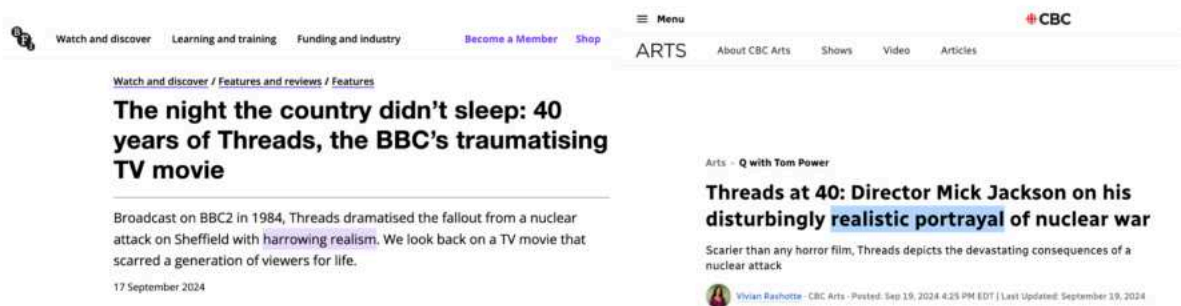 BFI
Watch and discover Learning and training Funding and industry Become a Member Shop
Watch and discover / Features and reviews / Features
The night the country didn't sleep: 40
years of Threads, the BBC's traumatising
TV movie
Broadcast on BBC2 in 1984, Threads dramatised the fallout from a nuclear
attack on Sheffield with harrowing realism. We look back on a TV movie that
scarred a generation of viewers for life.
17 September 2024
☰ Menu
CBC
ARTS About CBC Arts Shows Video Articles
Arts · Q with Tom Power
Threads at 40: Director Mick Jackson on his
disturbingly realistic portrayal of nuclear war
Scarier than any horror film, Threads depicts the devastating consequences of a
nuclear attack
Vivian Rashotte · CBC Arts · Posted: Sep 19, 2024 4:25 PM EDT | Last Updated: September 19, 2024